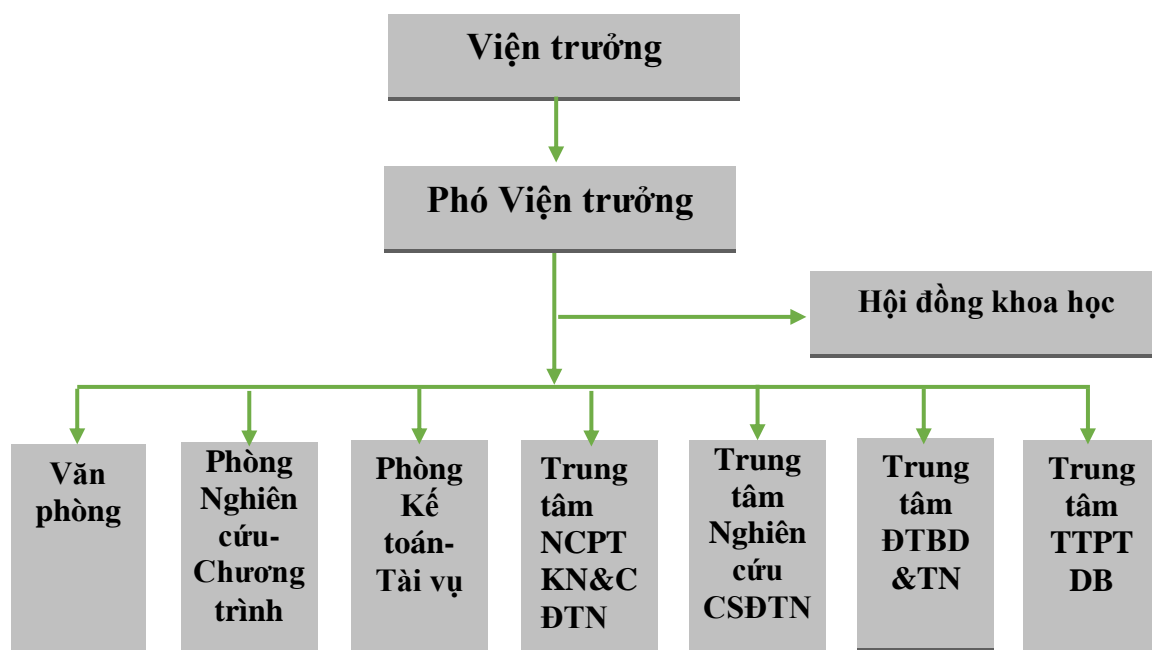 Viện trưởng
Phó Viện trưởng
Hội đồng khoa học
Văn
phòng
Phòng
Nghiên
cứu-
Chương
trình
Phòng
Kế
toán-
Tài vụ
Trung
tâm
NCPT
KN&C
ĐTN
Trung
tâm
Nghiên
cứu
CSĐTN
Trung
tâm
ĐTBD
&TN
Trung
tâm
TTPT
DB